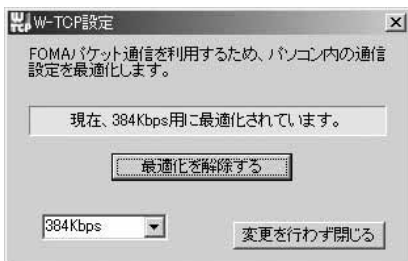 W-TCP設定
FOMAパケット通信を利用するため、パソコン内の通信
設定を最適化します。
現在、384Kbps用に最適化されています。
最適化を解除する
384Kbps
変更を行わず閉じる